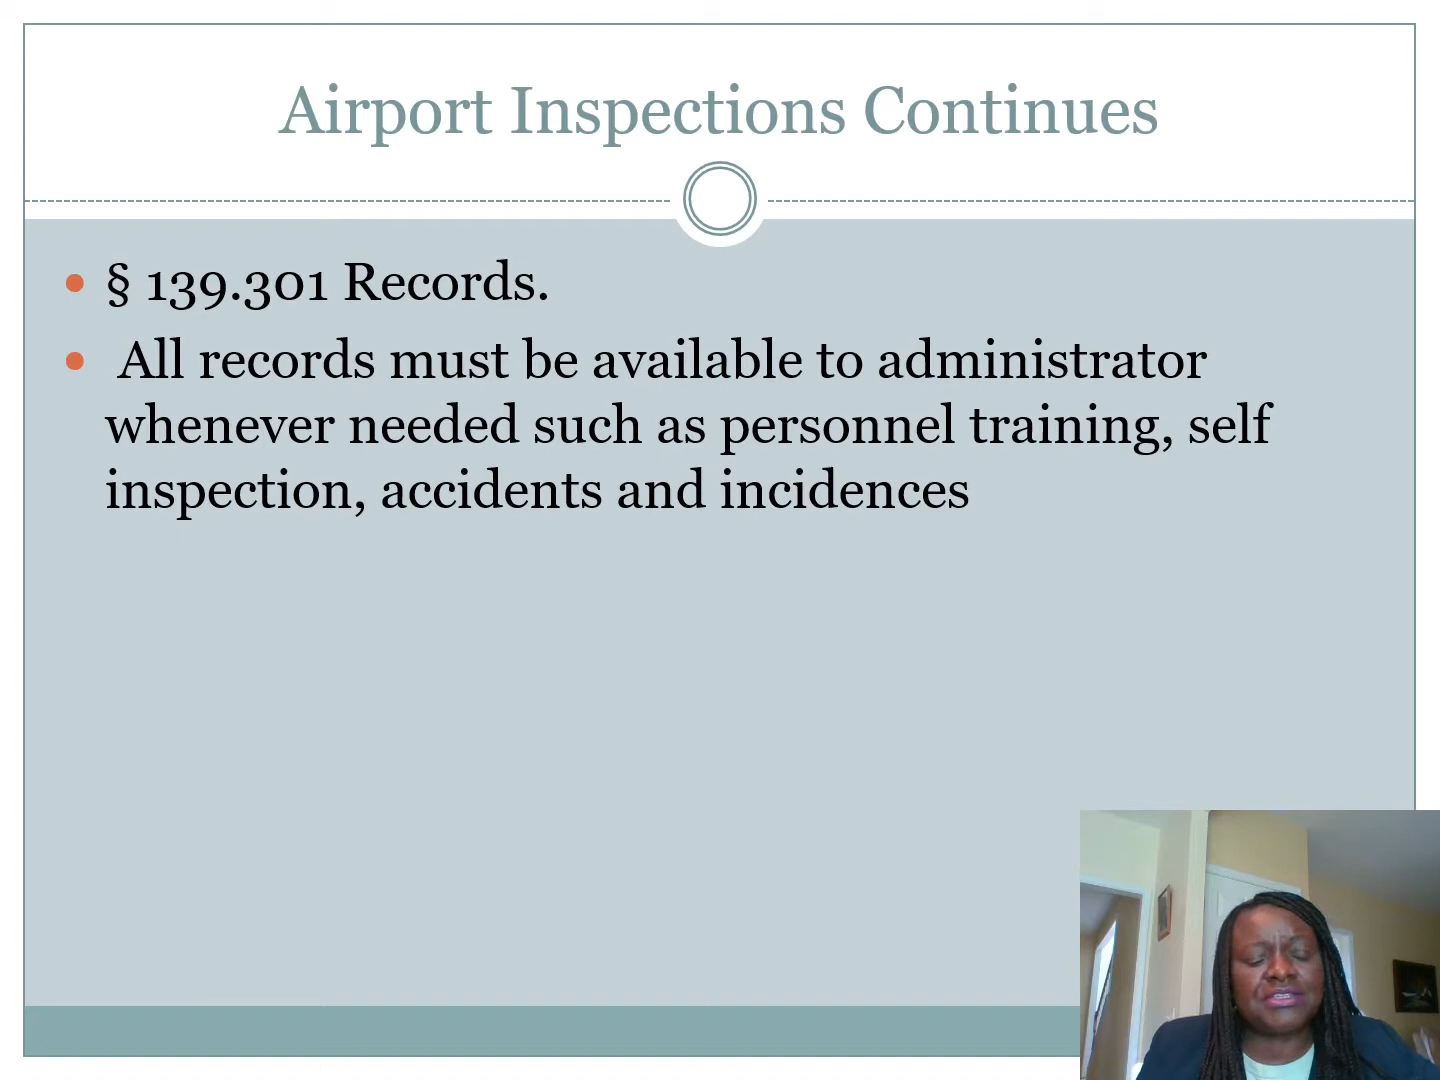 Airport Inspections Continues
§ 139.301 Records.
All records must be available to administrator
whenever needed such as personnel training, self
inspection, accidents and incidences